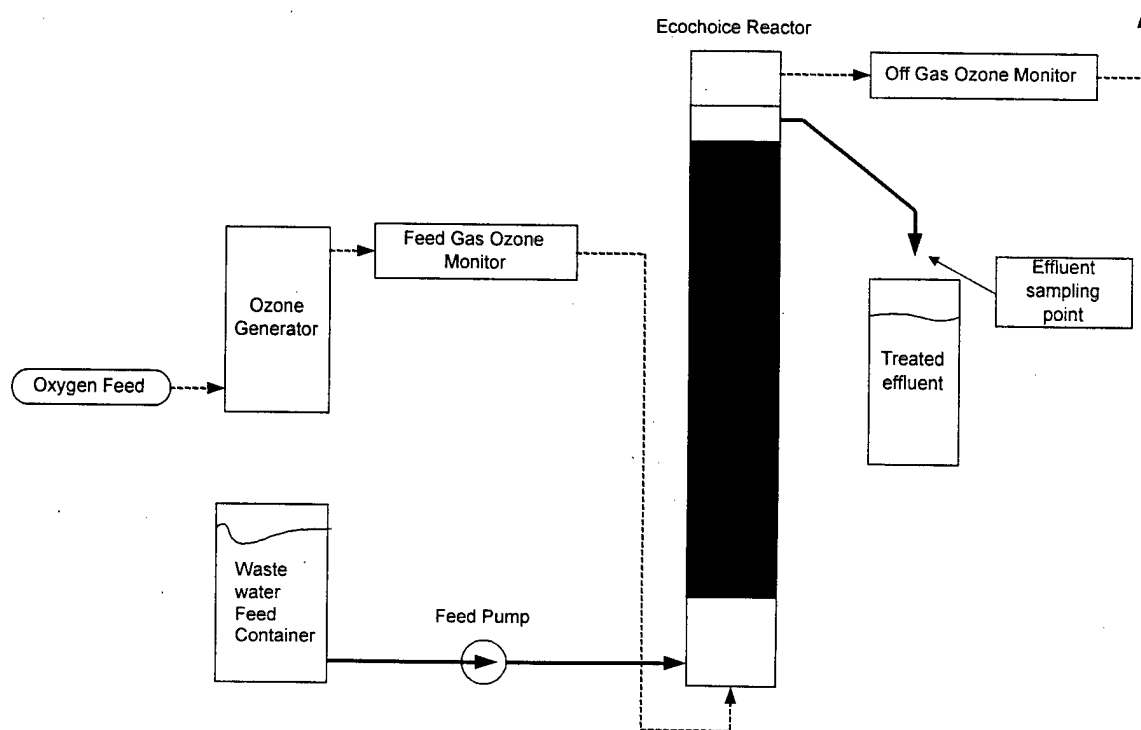 Ecochoice Reactor
Off Gas Ozone Monitor
Feed Gas Ozone
Monitor
Effluent
sampling
point
Ozone
Generator
Treated
effluent
Oxygen Feed
Waste
water
Feed
Container
Feed Pump